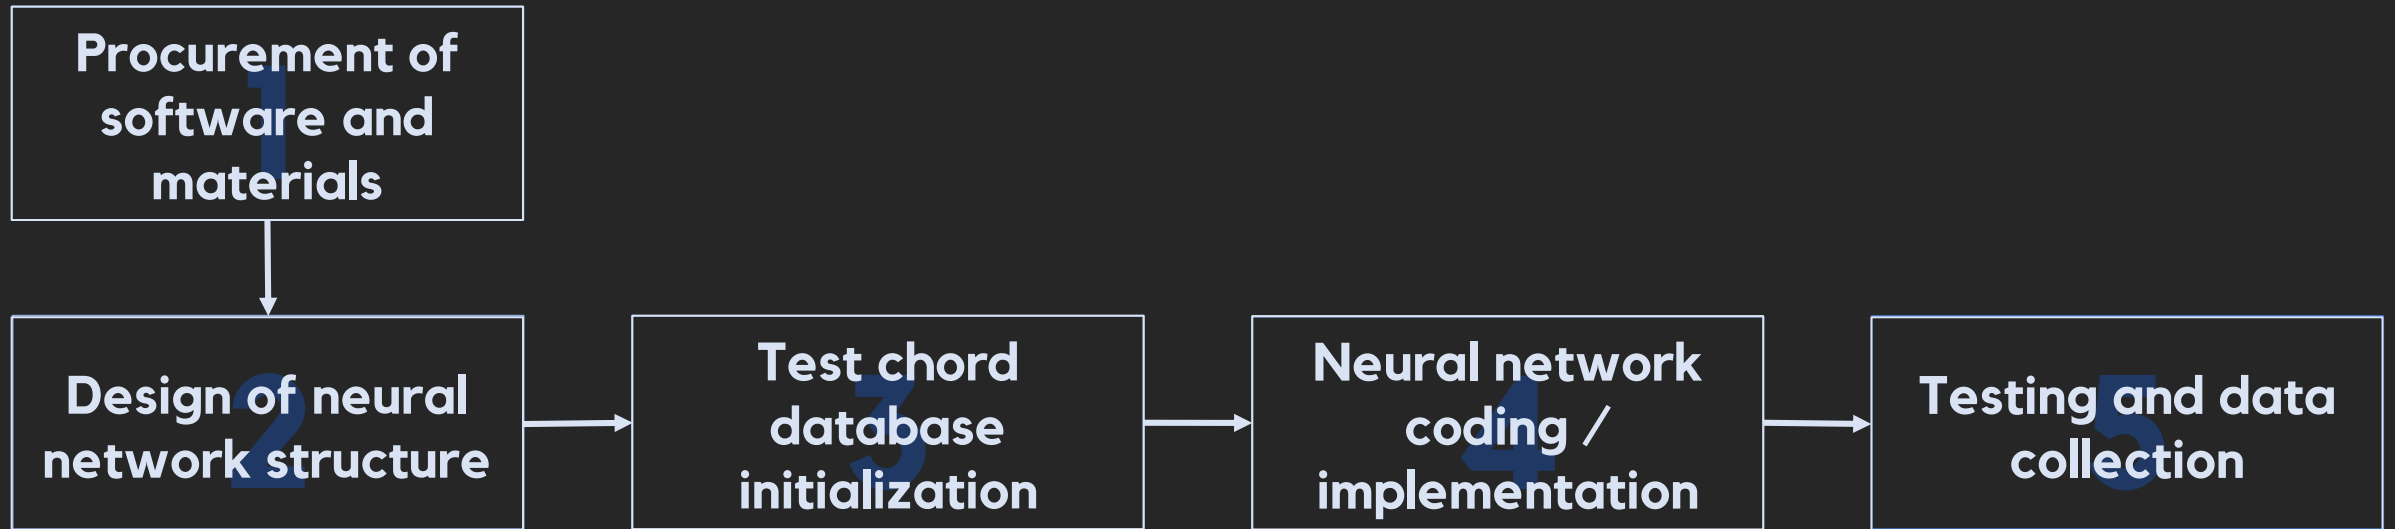 1
Procurement of
software and
materials
2
Design of neural
network structure
3
Test chord
database
initialization
4
Neural network
coding /
implementation
5
Testing and data
collection